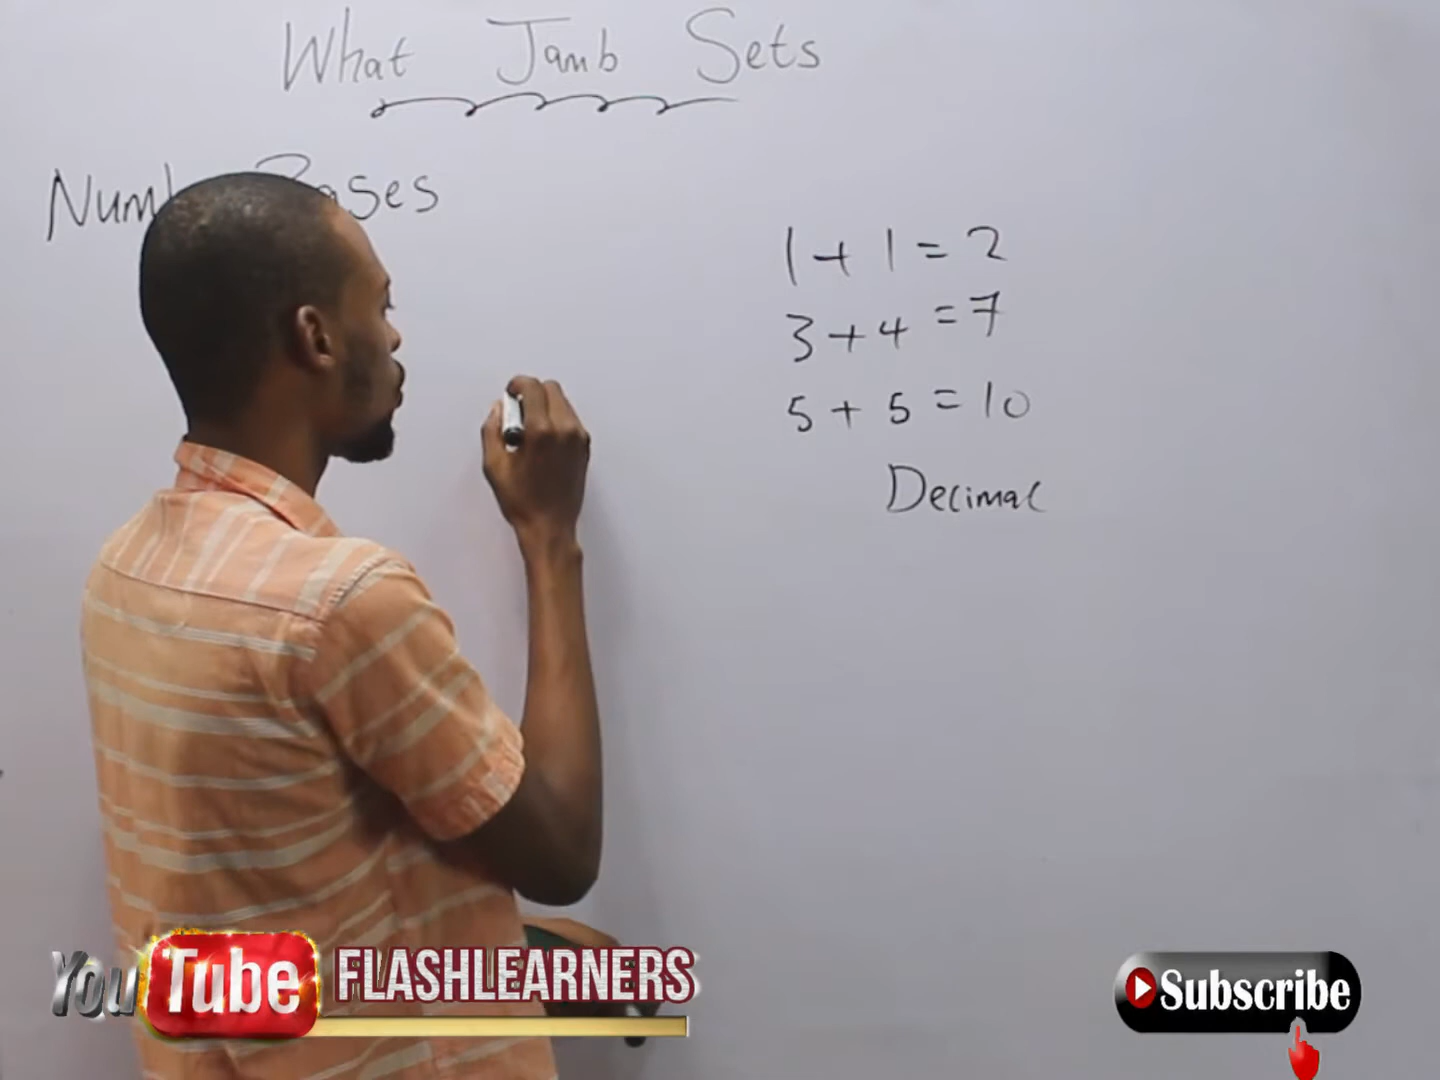 What Jamb Sets
1 + 1 = 2
3 + 4 = 7
5 + 5 = 10
Decimal
YouTube FLASHLEARNERS
Subscribe